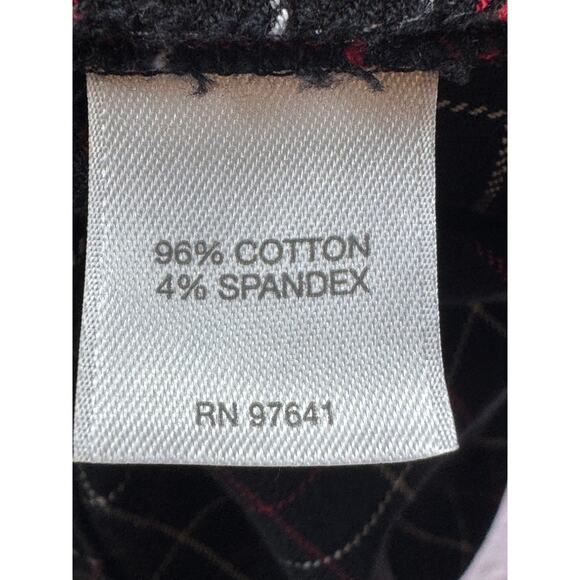 96% COTTON
4% SPANDEX
RN 97641